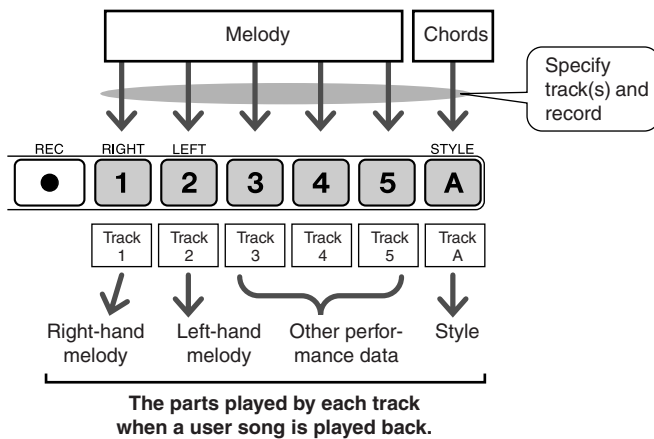 Melody
Chords
Specify
track(s) and
record
REC
RIGHT
LEFT
STYLE
1
2
3
4
5
A
Track
1
Track
2
Track
3
Track
4
Track
5
Track
A
Right-hand
melody
Left-hand
melody
Other perfor-
mance data
Style
The parts played by each track
when a user song is played back.